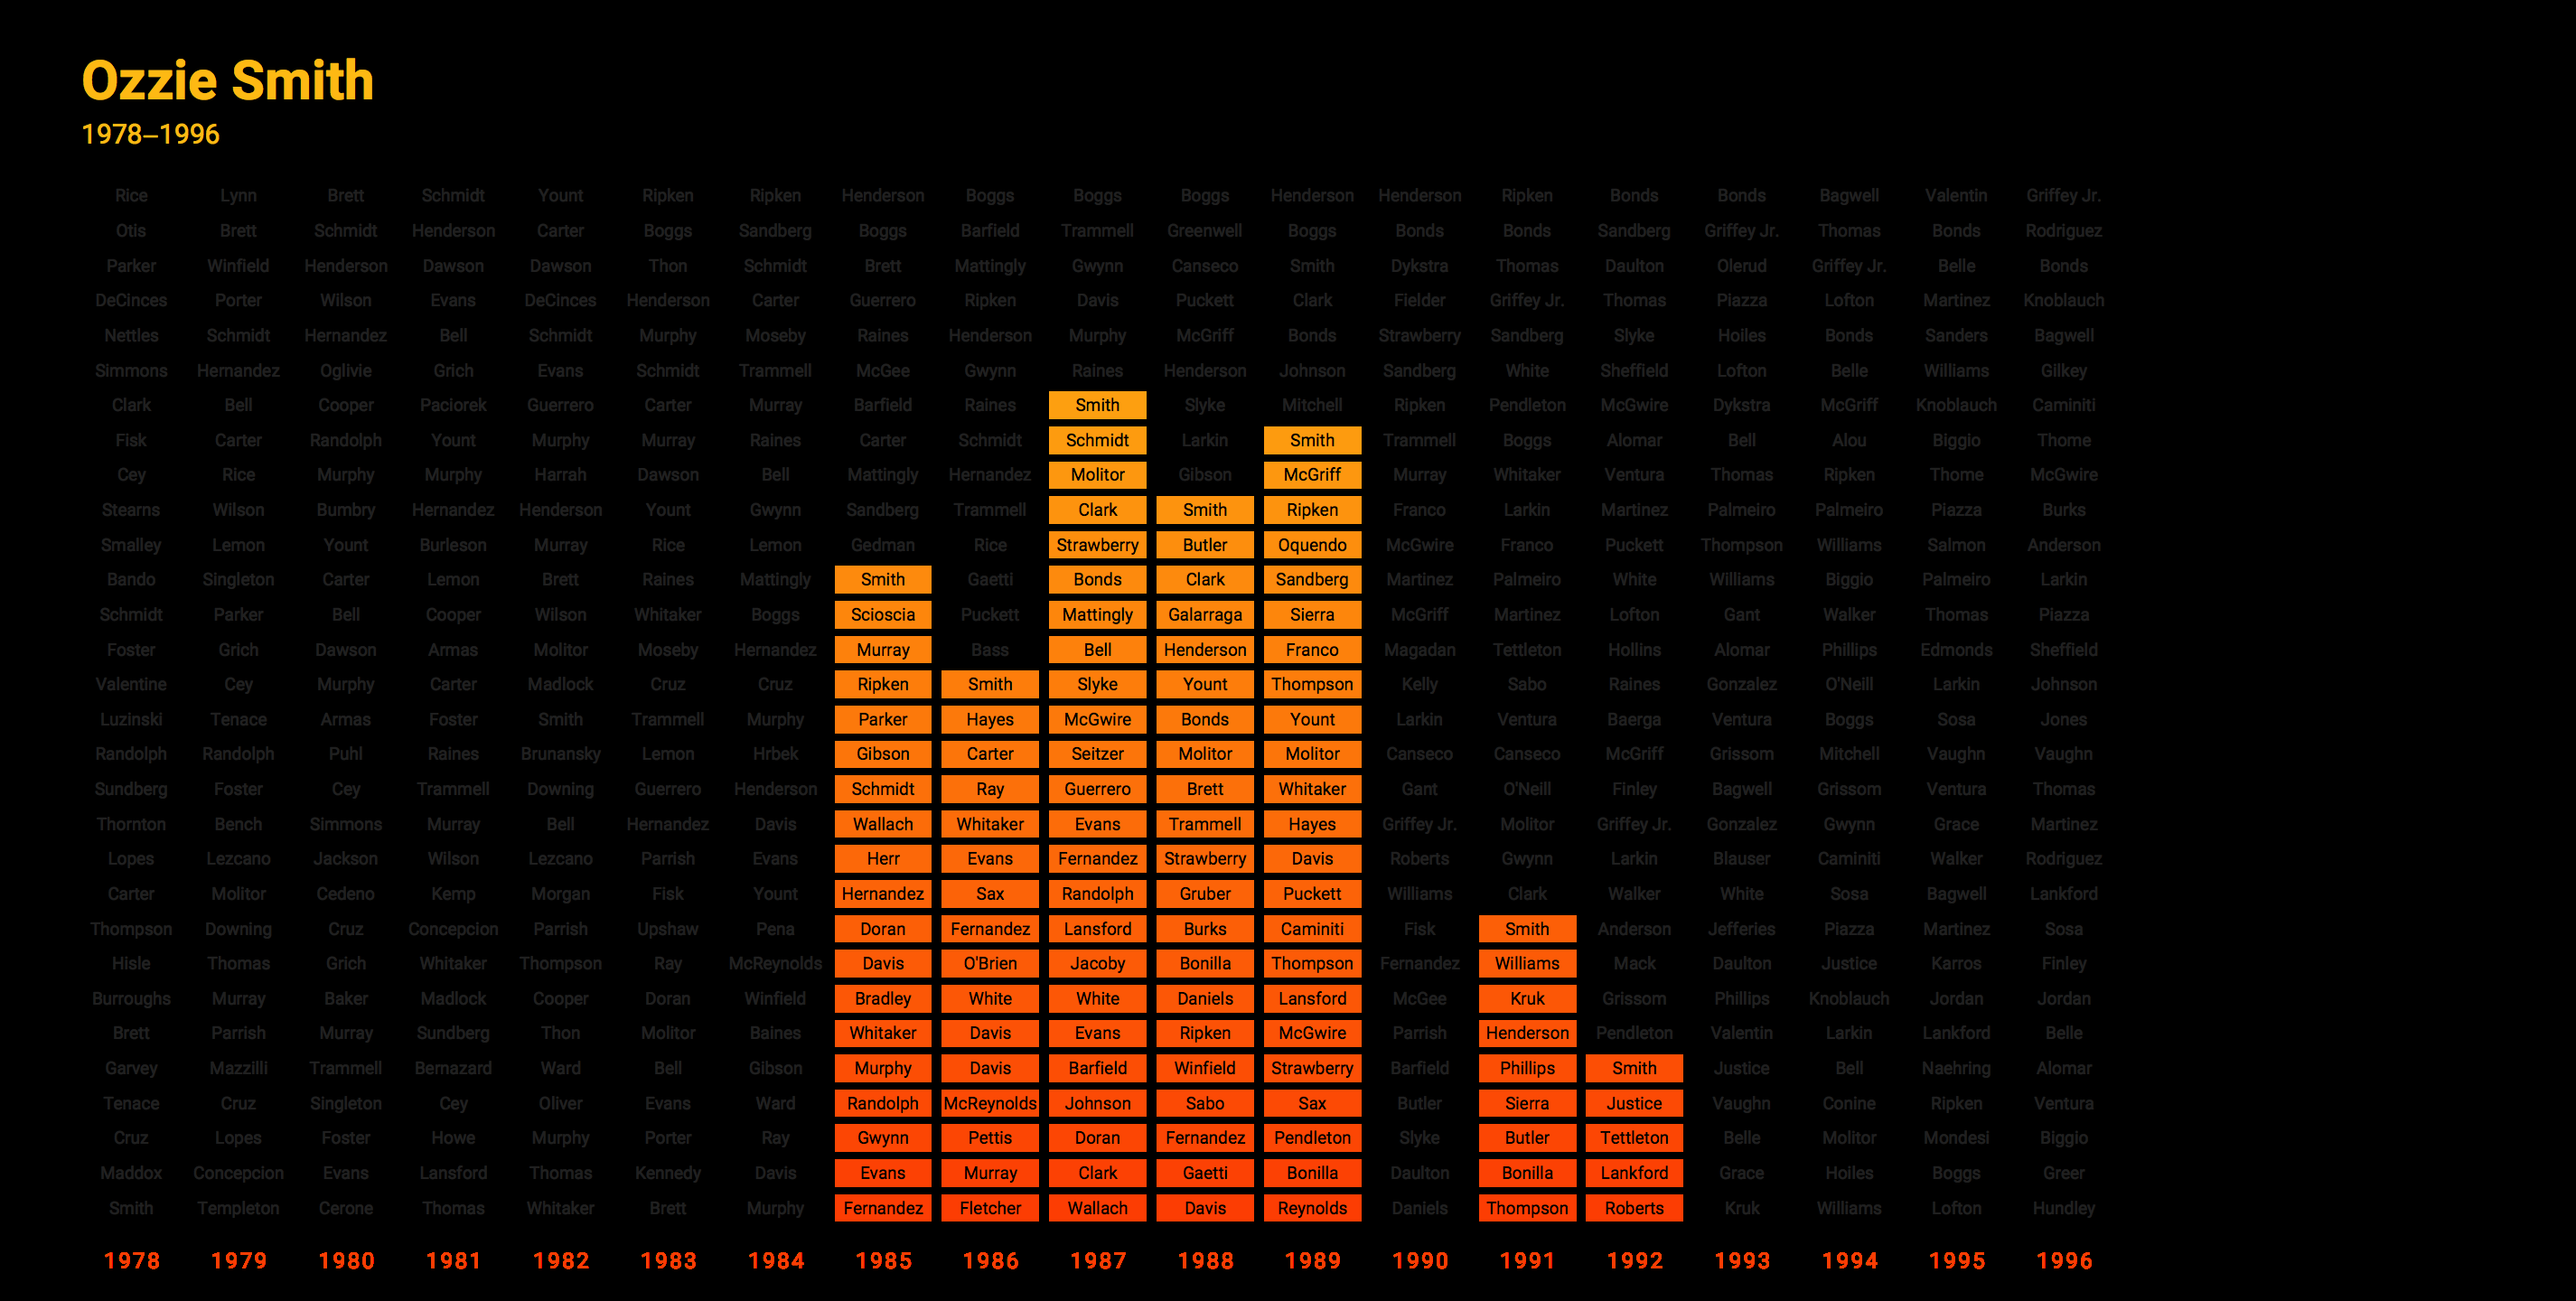 Ozzie Smith
1978–1996
Rice Lynn Brett Schmidt Yount Ripken Ripken Henderson Boggs Boggs Boggs Henderson Henderson Ripken Bonds Bonds Bagwell Valentin Griffey Jr.
Otis Brett Schmidt Henderson Carter Boggs Sandberg Boggs Barfield Trammell Greenwell Boggs Bonds Bonds Sandberg Griffey Jr. Thomas Bonds Rodriguez
Parker Winfield Henderson Dawson Dawson Thon Schmidt Brett Mattingly Gwynn Canseco Smith Dykstra Thomas Daulton Olerud Griffey Jr. Belle Bonds
DeCinces Porter Wilson Evans DeCinces Henderson Carter Guerrero Ripken Davis Puckett Clark Fielder Griffey Jr. Thomas Piazza Lofton Martinez Knoblauch
Nettles Schmidt Hernandez Bell Schmidt Murphy Moseby Raines Henderson Murphy McGriff Bonds Strawberry Sandberg Slyke Hoiles Bonds Sanders Bagwell
Simmons Hernandez Oglivie Grich Evans Schmidt Trammell McGee Gwynn Raines Henderson Johnson Sandberg White Sheffield Lofton Belle Williams Gilkey
Clark Bell Cooper Paciorek Guerrero Carter Murray Barfield Raines Smith Slyke Mitchell Ripken Pendleton McGwire Dykstra McGriff Knoblauch Caminiti
Fisk Carter Randolph Yount Murphy Murray Raines Carter Schmidt Schmidt Larkin Smith Trammell Boggs Alomar Bell Alou Biggio Thome
Cey Rice Murphy Murphy Harrah Dawson Bell Mattingly Hernandez Molitor Gibson McGriff Murray Whitaker Ventura Thomas Ripken Thome McGwire
Stearns Wilson Bumbry Hernandez Henderson Yount Gwynn Sandberg Trammell Clark Smith Ripken Franco Larkin Martinez Palmeiro Palmeiro Piazza Burks
Smalley Lemon Yount Burleson Murray Rice Lemon Gedman Rice Strawberry Butler Oquendo McGwire Franco Puckett Thompson Williams Salmon Anderson
Bando Singleton Carter Lemon Brett Raines Mattingly Smith Gaetti Bonds Clark Sandberg Martinez Palmeiro White Williams Biggio Palmeiro Larkin
Schmidt Parker Bell Cooper Wilson Whitaker Boggs Scioscia Puckett Mattingly Galarraga Sierra McGriff Martinez Lofton Gant Walker Thomas Piazza
Foster Grich Dawson Armas Molitor Moseby Hernandez Murray Bass Bell Henderson Franco Magadan Tettleton Hollins Alomar Phillips Edmonds Sheffield
Valentine Cey Murphy Carter Madlock Cruz Cruz Ripken Smith Slyke Yount Thompson Kelly Sabo Raines Gonzalez O'Neill Larkin Johnson
Luzinski Tenace Armas Foster Smith Trammell Murphy Parker Hayes McGwire Bonds Yount Larkin Ventura Baerga Ventura Boggs Sosa Jones
Randolph Randolph Puhl Raines Brunansky Lemon Hrbek Gibson Carter Seitzer Molitor Molitor Canseco Canseco McGriff Grissom Mitchell Vaughn Vaughn
Sundberg Foster Cey Trammell Downing Guerrero Henderson Schmidt Ray Guerrero Brett Whitaker Gant O'Neill Finley Bagwell Grissom Ventura Thomas
Thornton Bench Simmons Murray Bell Hernandez Davis Wallach Whitaker Evans Trammell Hayes Griffey Jr. Molitor Griffey Jr. Gonzalez Gwynn Grace Martinez
Lopes Lezcano Jackson Wilson Lezcano Parrish Evans Herr Evans Fernandez Strawberry Davis Roberts Gwynn Larkin Blauser Caminiti Walker Rodriguez
Carter Molitor Cedeno Kemp Morgan Fisk Yount Hernandez Sax Randolph Gruber Puckett Williams Clark Walker White Sosa Bagwell Lankford
Thompson Downing Cruz Concepcion Parrish Upshaw Pena Doran Fernandez Lansford Burks Caminiti Fisk Smith Anderson Jefferies Piazza Martinez Sosa
Hisle Thomas Grich Whitaker Thompson Ray McReynolds Davis O'Brien Jacoby Bonilla Thompson Fernandez Williams Mack Daulton Justice Karros Finley
Burroughs Murray Baker Madlock Cooper Doran Winfield Bradley White White Daniels Lansford McGee Kruk Grissom Phillips Knoblauch Jordan Jordan
Brett Parrish Murray Sundberg Thon Molitor Baines Whitaker Davis Evans Ripken McGwire Parrish Henderson Pendleton Valentin Larkin Lankford Belle
Garvey Mazzilli Trammell Bernazard Ward Bell Gibson Murphy Davis Barfield Winfield Strawberry Barfield Phillips Smith Justice Bell Naehring Alomar
Tenace Cruz Singleton Cey Oliver Evans Ward Randolph McReynolds Johnson Sabo Sax Butler Sierra Justice Vaughn Conine Ripken Ventura
Cruz Lopes Foster Howe Murphy Porter Ray Gwynn Pettis Doran Fernandez Pendleton Slyke Butler Tettleton Belle Molitor Mondesi Biggio
Maddox Concepcion Evans Lansford Thomas Kennedy Davis Evans Murray Clark Gaetti Bonilla Daulton Bonilla Lankford Grace Hoiles Boggs Greer
Smith Templeton Cerone Thomas Whitaker Brett Murphy Fernandez Fletcher Wallach Davis Reynolds Daniels Thompson Roberts Kruk Williams Lofton Hundley
1978 1979 1980 1981 1982 1983 1984 1985 1986 1987 1988 1989 1990 1991 1992 1993 1994 1995 1996